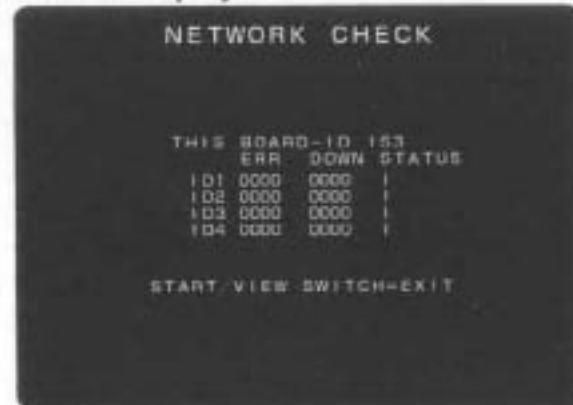 NETWORK CHECK
THIS BOARD-ID IS3
ERR DOWN STATUS
ID1 0000 0000 I
ID2 0000 0000 I
ID3 0000 0000 I
ID4 0000 0000 I
START/VIEW SWITCH=EXIT